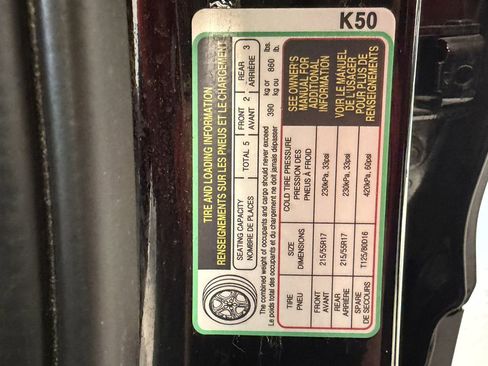 K50
TIRE AND LOADING INFORMATION
RENSEIGNEMENTS SUR LES PNEUS ET LE CHARGEMENT
SEATING CAPACITY
NOMBRE DE PLACES
TOTAL 5
FRONT 2
AVANT
REAR 3
ARRIÈRE
The combined weight of occupants and cargo should never exceed
Le poids total des occupants et du chargement ne doit jamais dépasser
390 kg or 860 lbs.
kg ou lb.
TIRE
PNEU
SIZE
DIMENSIONS
COLD TIRE PRESSURE
PRESSION DES
PNEUS À FROID
FRONT
AVANT
215/55R17
230kPa, 33psi
REAR
ARRIÈRE
215/55R17
230kPa, 33psi
SPARE
DE SECOURS
T125/80D16
420kPa, 60psi
SEE OWNER'S
MANUAL FOR
ADDITIONAL
INFORMATION
VOIR LE MANUEL
DE L'USAGER
POUR PLUS DE
RENSEIGNEMENTS